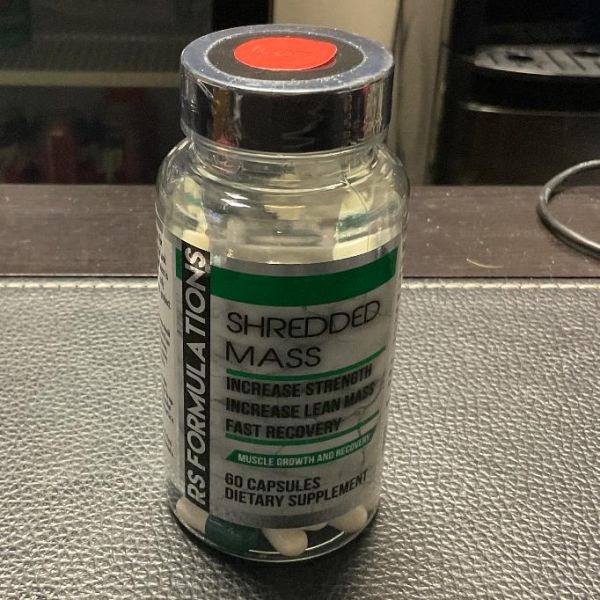 RS FORMULATIONS
SHREDDED
MASS
INCREASE STRENGTH
INCREASE LEAN MASS
FAST RECOVERY
MUSCLE GROWTH AND RECOVERY
60 CAPSULES
DIETARY SUPPLEMENT